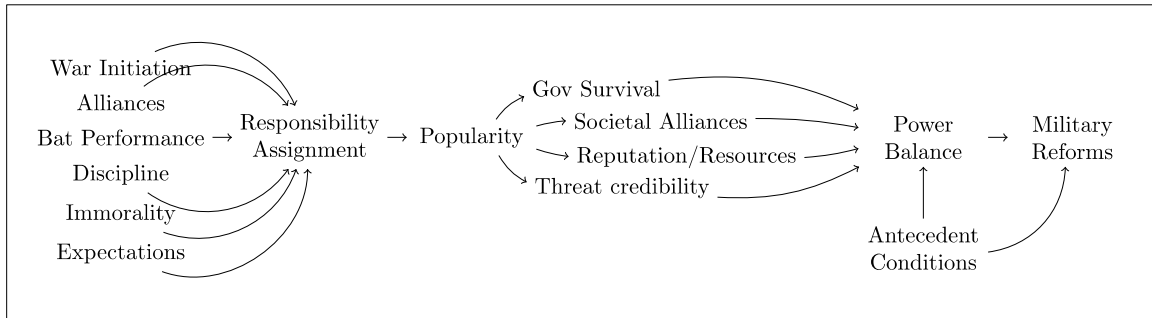 War Initiation
Alliances
Bat Performance
Discipline
Immorality
Expectations
Responsibility
Assignment
Popularity
Gov Survival
Societal Alliances
Reputation/Resources
Threat credibility
Power
Balance
Antecedent
Conditions
Military
Reforms